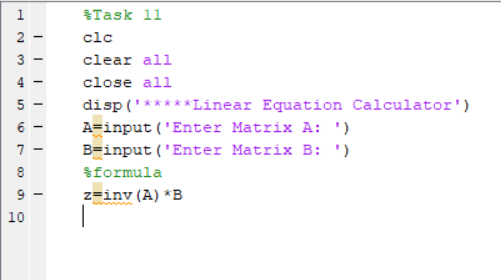 1 %Task 11
2 - clc
3 - clear all
4 - close all
5 - disp('*****Linear Equation Calculator')
6 - A=input('Enter Matrix A: ')
7 - B=input('Enter Matrix B: ')
8 %formula
9 - z=inv(A)*B
10